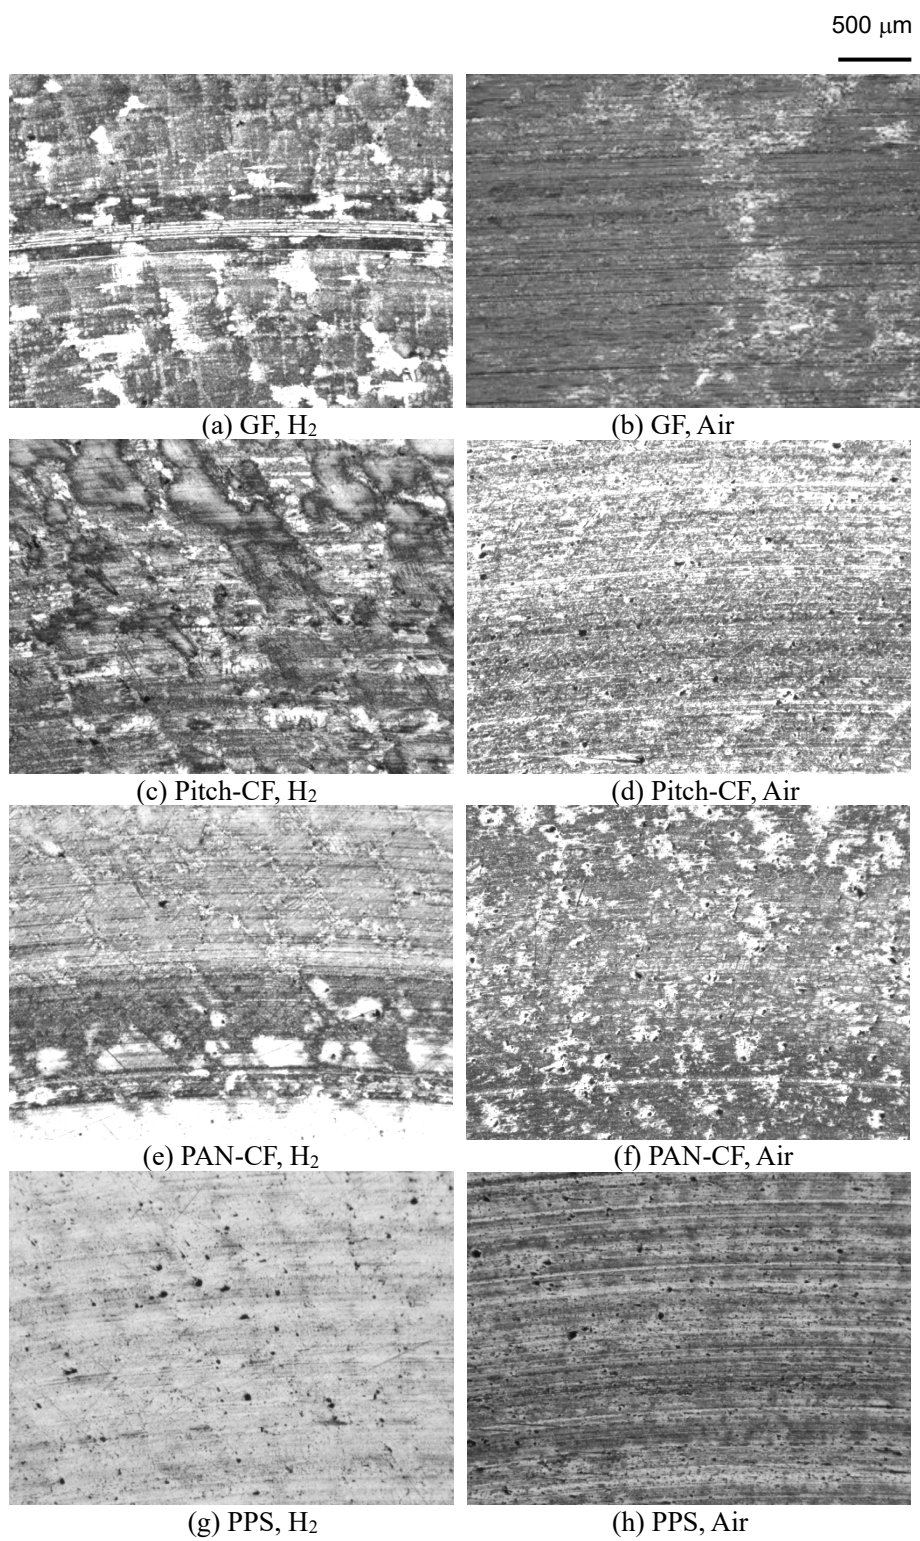 500 μm
(a) GF, H₂
(b) GF, Air
(c) Pitch-CF, H₂
(d) Pitch-CF, Air
(e) PAN-CF, H₂
(f) PAN-CF, Air
(g) PPS, H₂
(h) PPS, Air